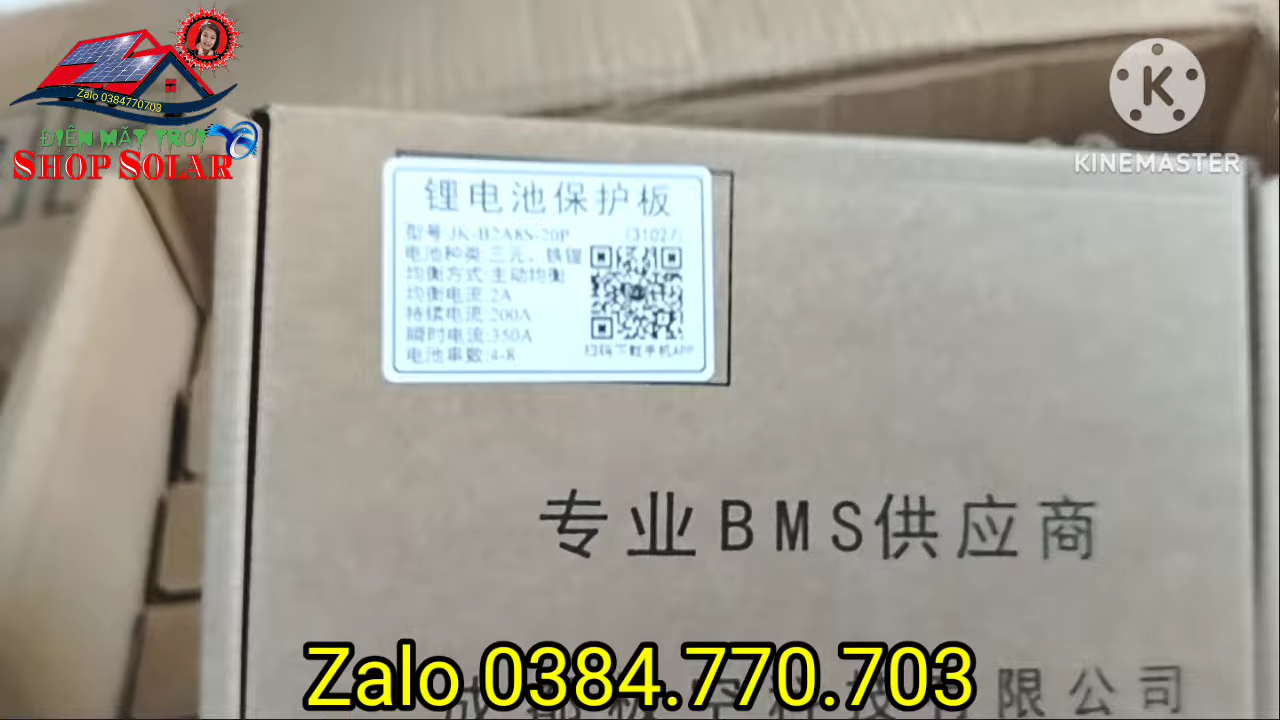 Zalo 0384770703
ĐIỆN MẶT TRỜI
SHOP SOLAR
K
KINEMASTER
锂电池保护板
型号:JK-B2A8S-20P (31027)
电池种类:三元、铁锂
均衡方式:主动均衡
均衡电流:2A
持续电流:200A
瞬时电流:350A
电池串数:4-8
扫码下载手机APP
专业BMS供应商
科技有限公司
Zalo 0384.770.703